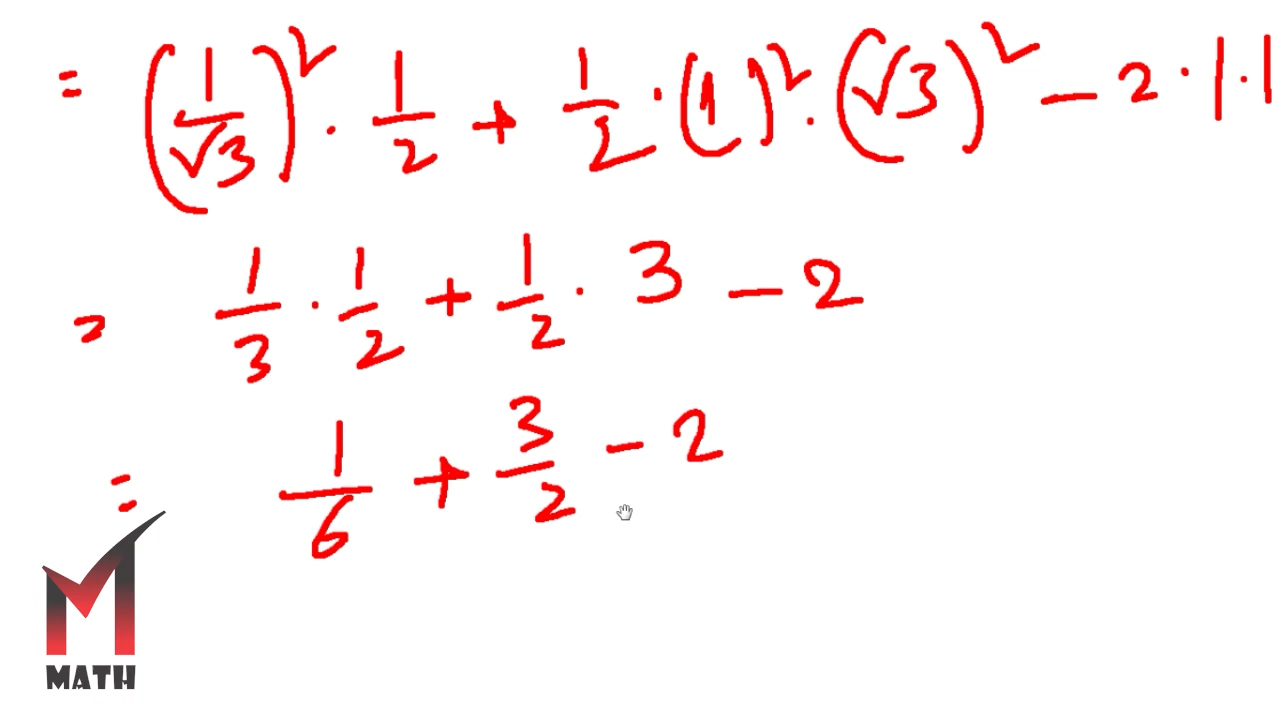 = (1/√3)² · 1/2 + 1/2 · (1)² · (√3)² − 2 · 1 · 1
= 1/3 · 1/2 + 1/2 · 3 − 2
= 1/6 + 3/2 − 2
MATH